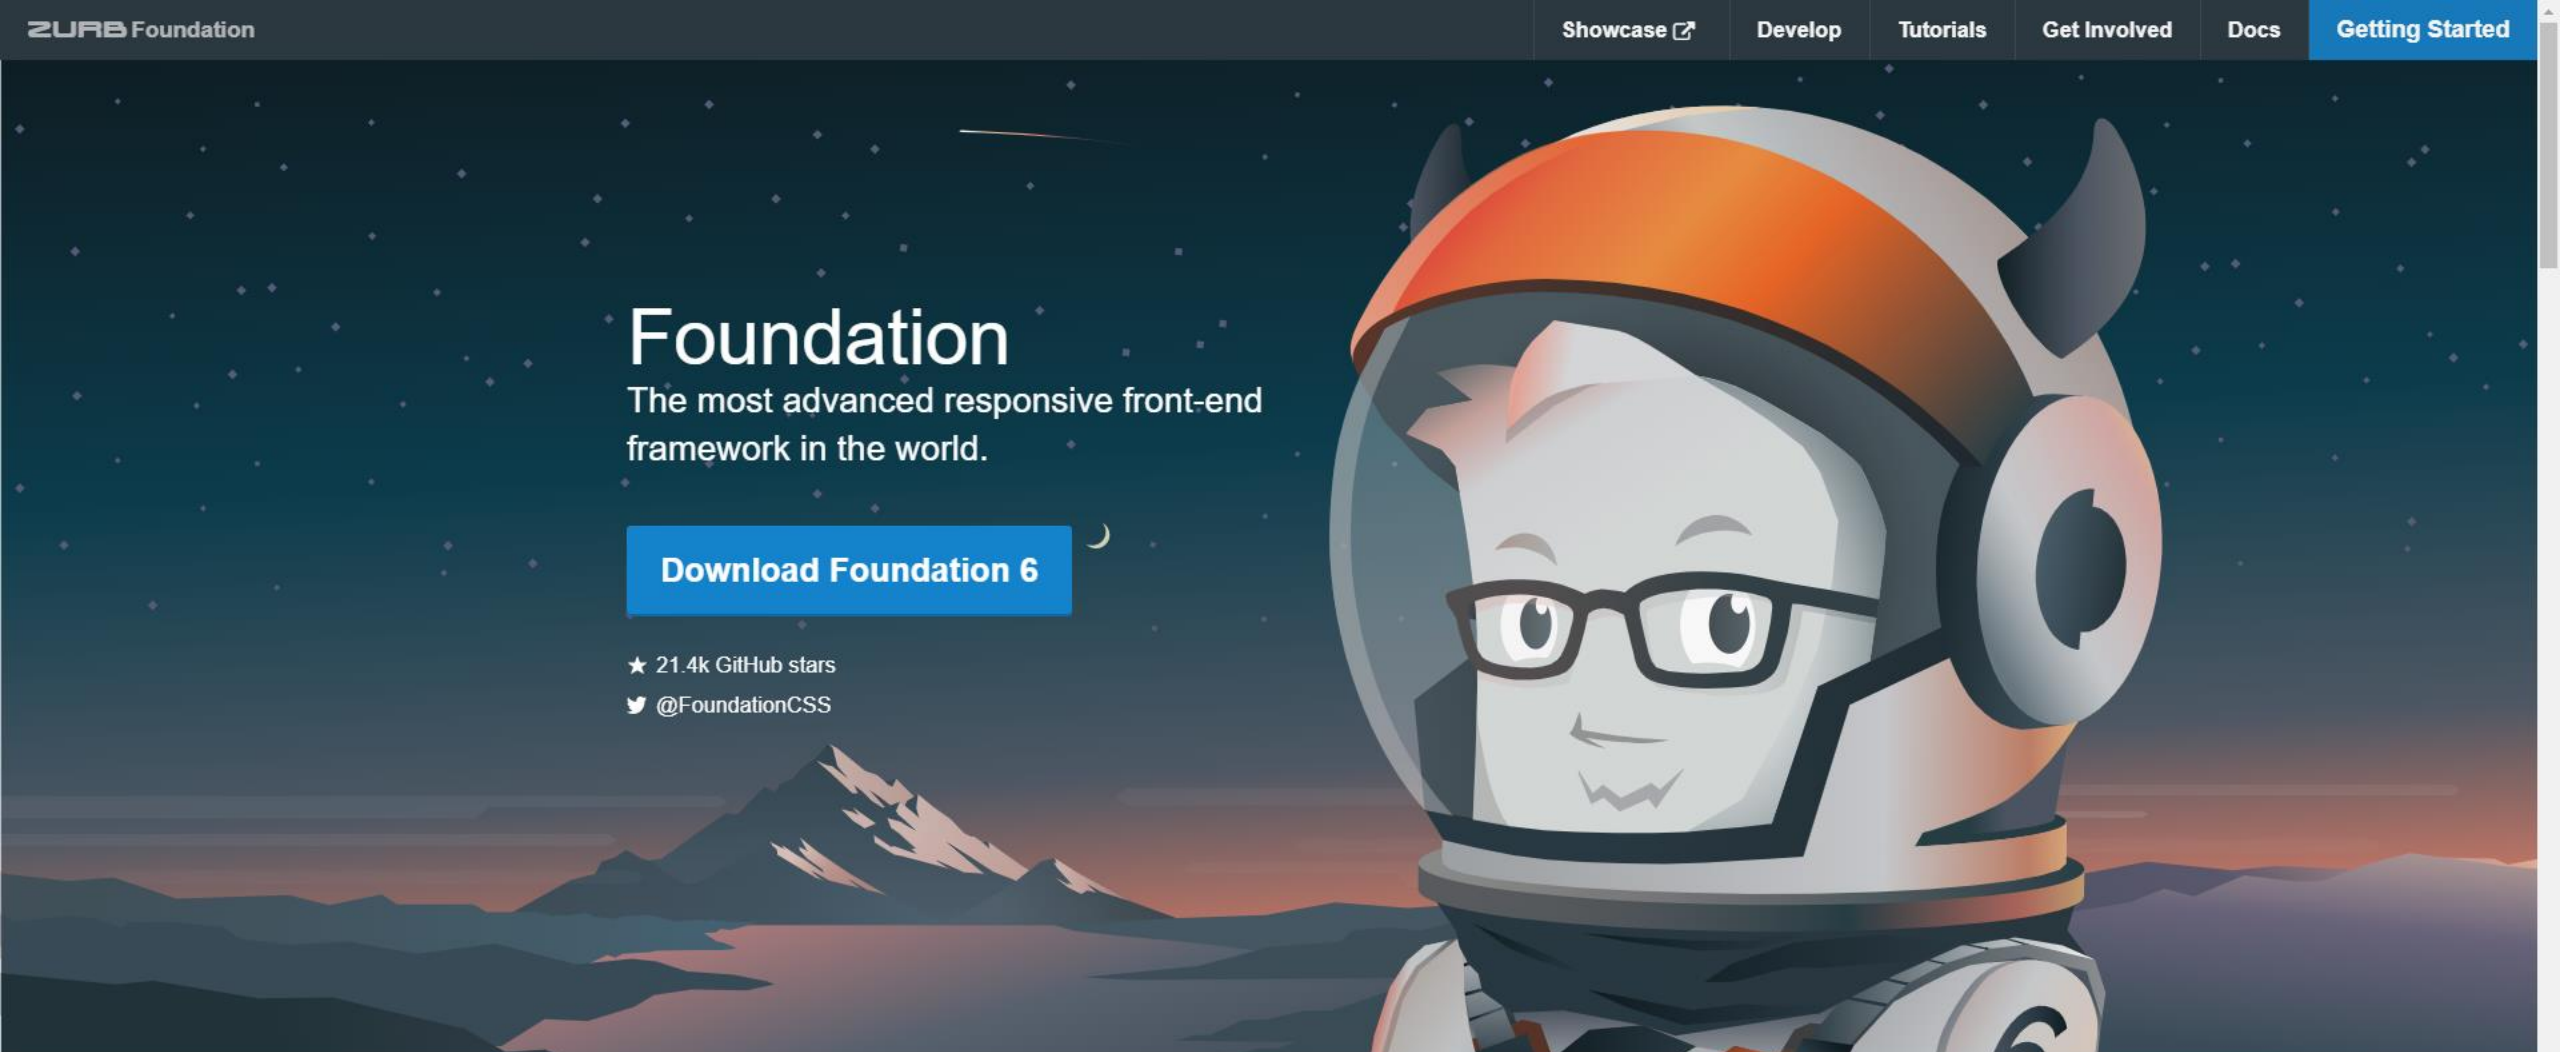 ZURB Foundation
Showcase
Develop
Tutorials
Get Involved
Docs
Getting Started
Foundation
The most advanced responsive front-end
framework in the world.
Download Foundation 6
21.4k GitHub stars
@FoundationCSS